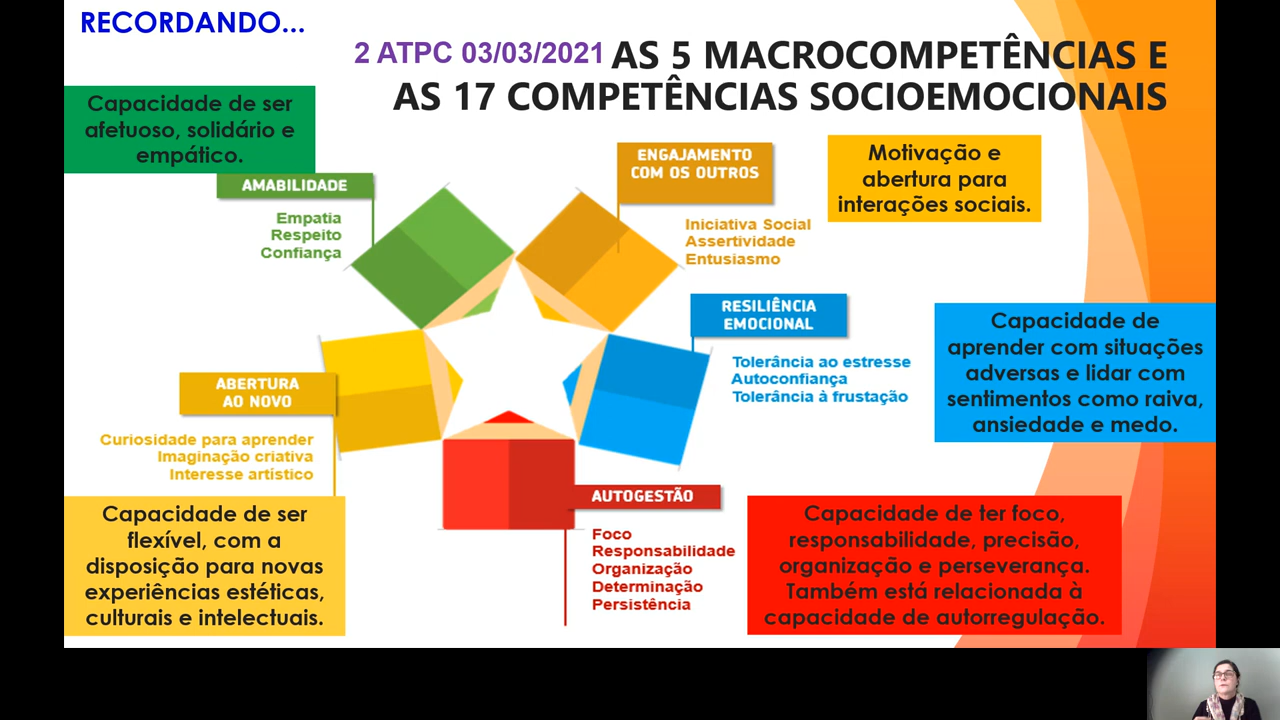 RECORDANDO...
2 ATPC 03/03/2021 AS 5 MACROCOMPETÊNCIAS E
AS 17 COMPETÊNCIAS SOCIOEMOCIONAIS
Capacidade de ser
afetuoso, solidário e
empático.
AMABILIDADE
Empatia
Respeito
Confiança
ENGAJAMENTO
COM OS OUTROS
Iniciativa Social
Assertividade
Entusiasmo
Motivação e
abertura para
interações sociais.
RESILIÊNCIA
EMOCIONAL
Tolerância ao estresse
Autoconfiança
Tolerância à frustação
Capacidade de
aprender com situações
adversas e lidar com
sentimentos como raiva,
ansiedade e medo.
ABERTURA
AO NOVO
Curiosidade para aprender
Imaginação criativa
Interesse artístico
Capacidade de ser
flexível, com a
disposição para novas
experiências estéticas,
culturais e intelectuais.
AUTOGESTÃO
Foco
Responsabilidade
Organização
Determinação
Persistência
Capacidade de ter foco,
responsabilidade, precisão,
organização e perseverança.
Também está relacionada à
capacidade de autorregulação.